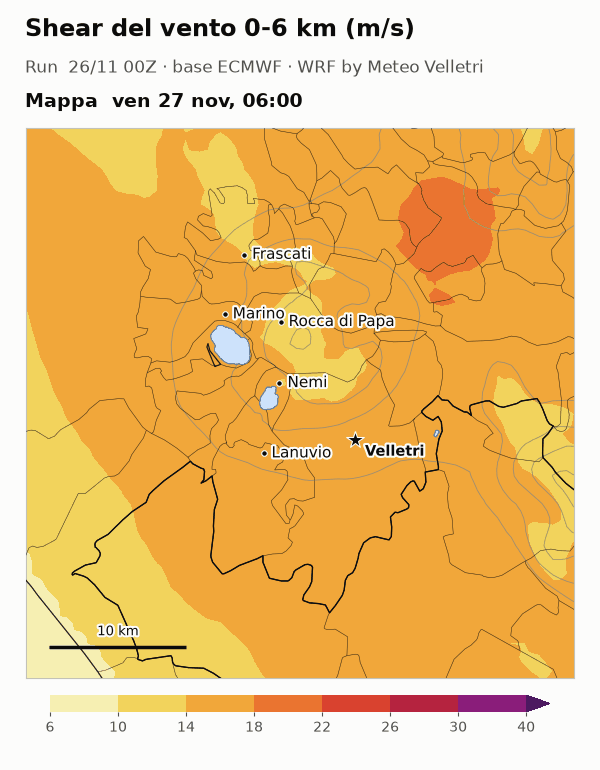 Shear del vento 0-6 km (m/s)
Run  26/11 00Z · base ECMWF · WRF by Meteo Velletri
Mappa  ven 27 nov, 06:00
Frascati
Marino
Rocca di Papa
Nemi
Velletri
Lanuvio
10 km
6 10 14 18 22 26 30 40